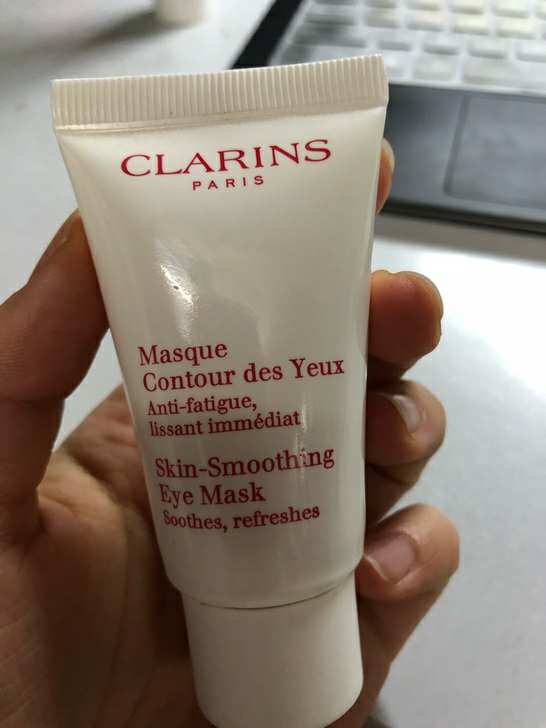 CLARINS
PARIS
Masque
Contour des Yeux
Anti-fatigue,
lissant immédiat
Skin-Smoothing
Eye Mask
Soothes, refreshes